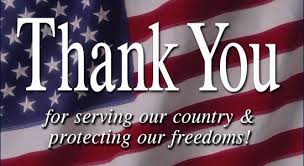 Thank You
for serving our country &
protecting our freedoms!